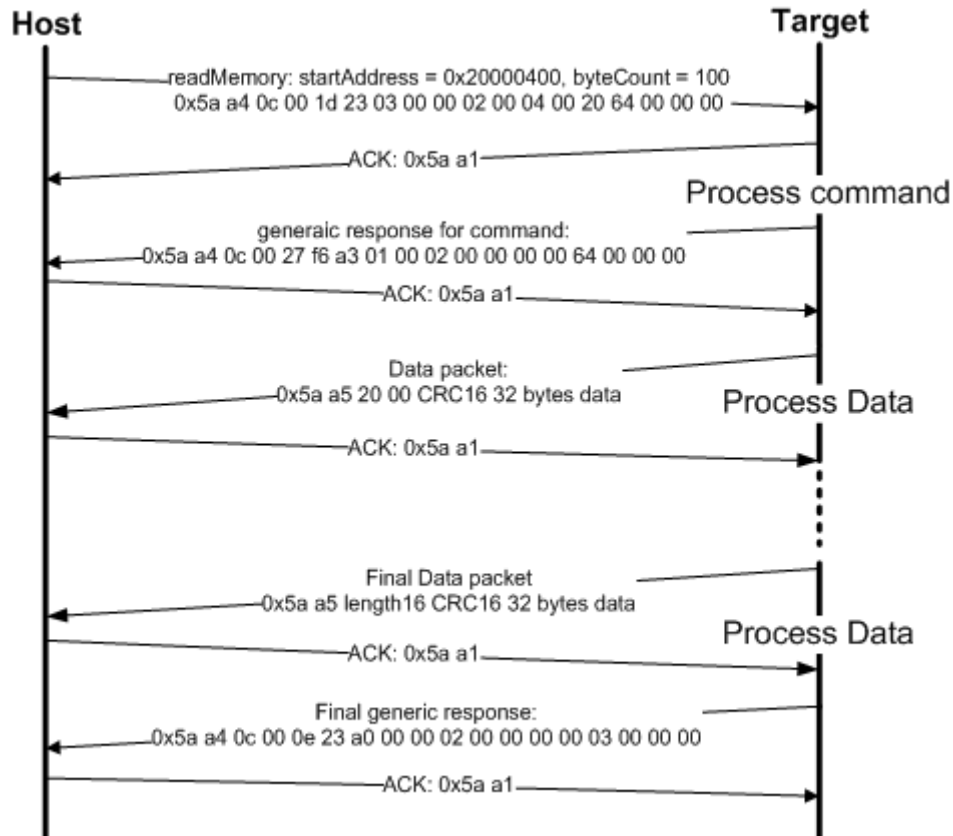 Host
Target
readMemory: startAddress = 0x20000400, byteCount = 100
0x5a a4 0c 00 1d 23 03 00 00 02 00 04 00 20 64 00 00 00
ACK: 0x5a a1
Process command
generaic response for command:
0x5a a4 0c 00 27 f6 a3 01 00 02 00 00 00 00 64 00 00 00
ACK: 0x5a a1
Data packet:
0x5a a5 20 00 CRC16 32 bytes data
Process Data
ACK: 0x5a a1
Final Data packet
0x5a a5 length16 CRC16 32 bytes data
Process Data
ACK: 0x5a a1
Final generic response:
0x5a a4 0c 00 0e 23 a0 00 00 02 00 00 00 00 03 00 00 00
ACK: 0x5a a1